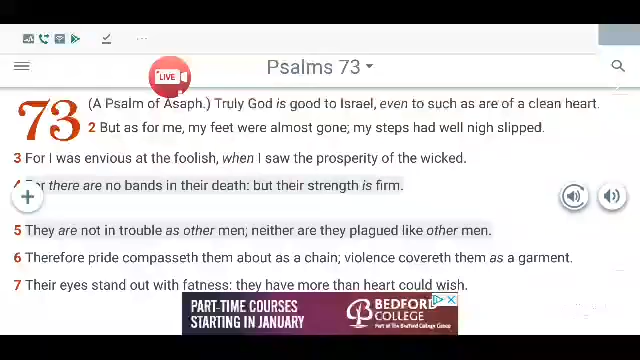 LIVE
Psalms 73
73 (A Psalm of Asaph.) Truly God is good to Israel, even to such as are of a clean heart.
2 But as for me, my feet were almost gone; my steps had well nigh slipped.
3 For I was envious at the foolish, when I saw the prosperity of the wicked.
there are no bands in their death: but their strength is firm.
5 They are not in trouble as other men; neither are they plagued like other men.
6 Therefore pride compasseth them about as a chain; violence covereth them as a garment.
7 Their eyes stand out with fatness: they have more than heart could wish.
PART-TIME COURSES
STARTING IN JANUARY
BEDFORD
COLLEGE
Part of The Bedford College Group